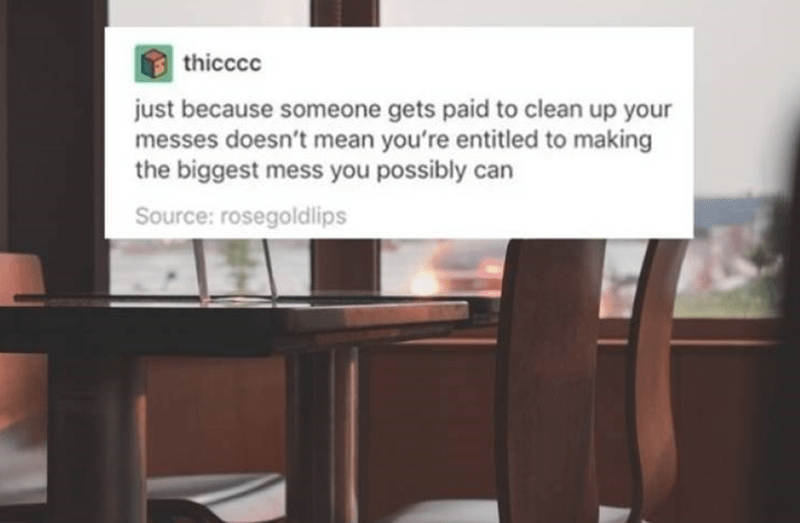 thicccc
just because someone gets paid to clean up your
messes doesn't mean you're entitled to making
the biggest mess you possibly can
Source: rosegoldlips